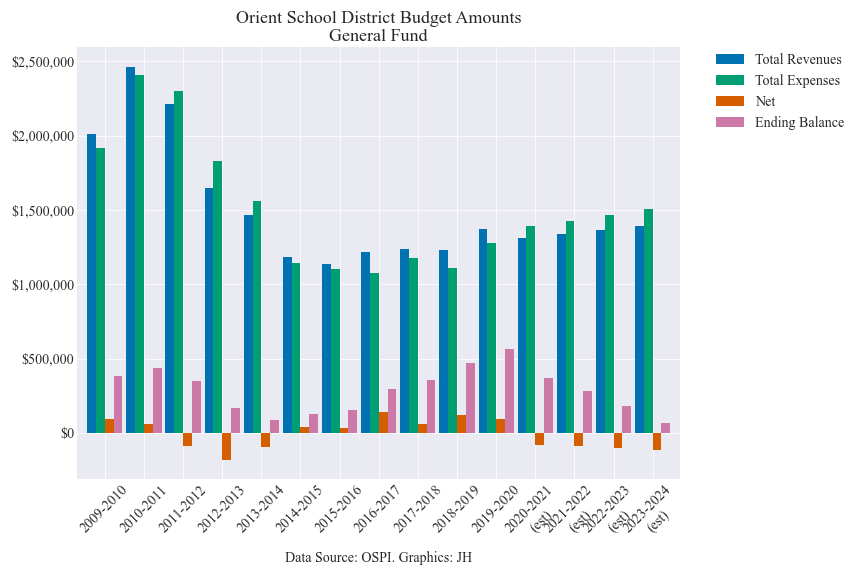 Orient School District Budget Amounts
General Fund
$2,500,000
$2,000,000
$1,500,000
$1,000,000
$500,000
$0
Total Revenues
Total Expenses
Net
Ending Balance
2009-2010
2010-2011
2011-2012
2012-2013
2013-2014
2014-2015
2015-2016
2016-2017
2017-2018
2018-2019
2019-2020
2020-2021
(est)
2021-2022
(est)
2022-2023
(est)
2023-2024
(est)
Data Source: OSPI. Graphics: JH